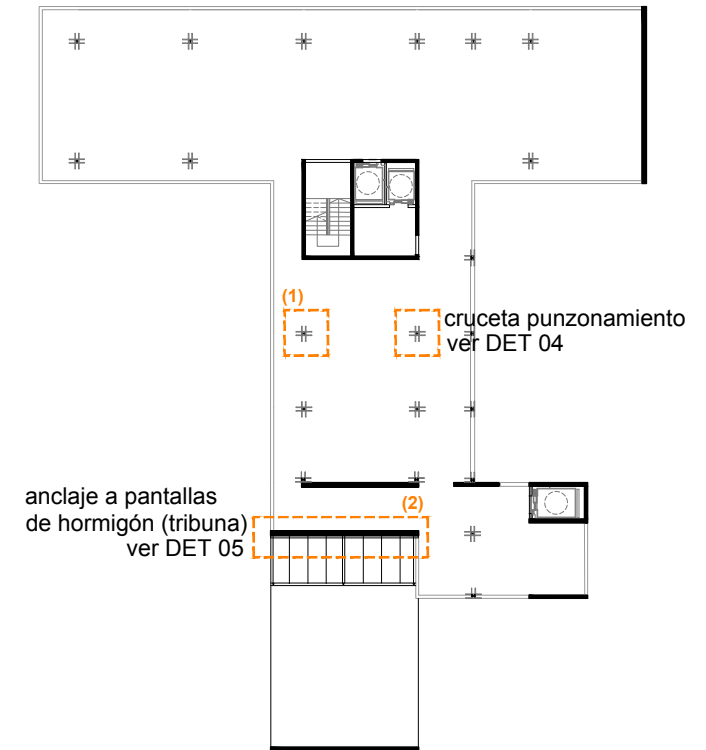 (1)
cruceta punzonamiento
ver DET 04
anclaje a pantallas
de hormigón (tribuna)
ver DET 05
(2)